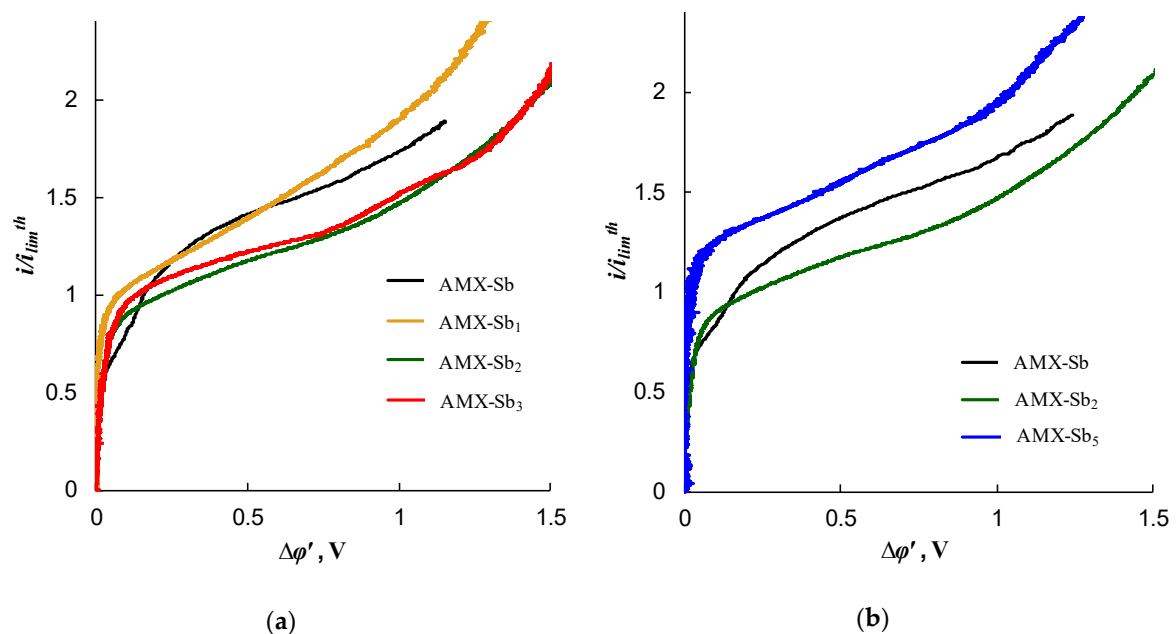 2
1.5
1
0.5
0
i/i_lim^th
AMX-Sb
AMX-Sb₁
AMX-Sb₂
AMX-Sb₃
0 0.5 1 1.5
Δφ′, V
(a)
2
1.5
1
0.5
0
i/i_lim^th
AMX-Sb
AMX-Sb₂
AMX-Sb₅
0 0.5 1 1.5
Δφ′, V
(b)